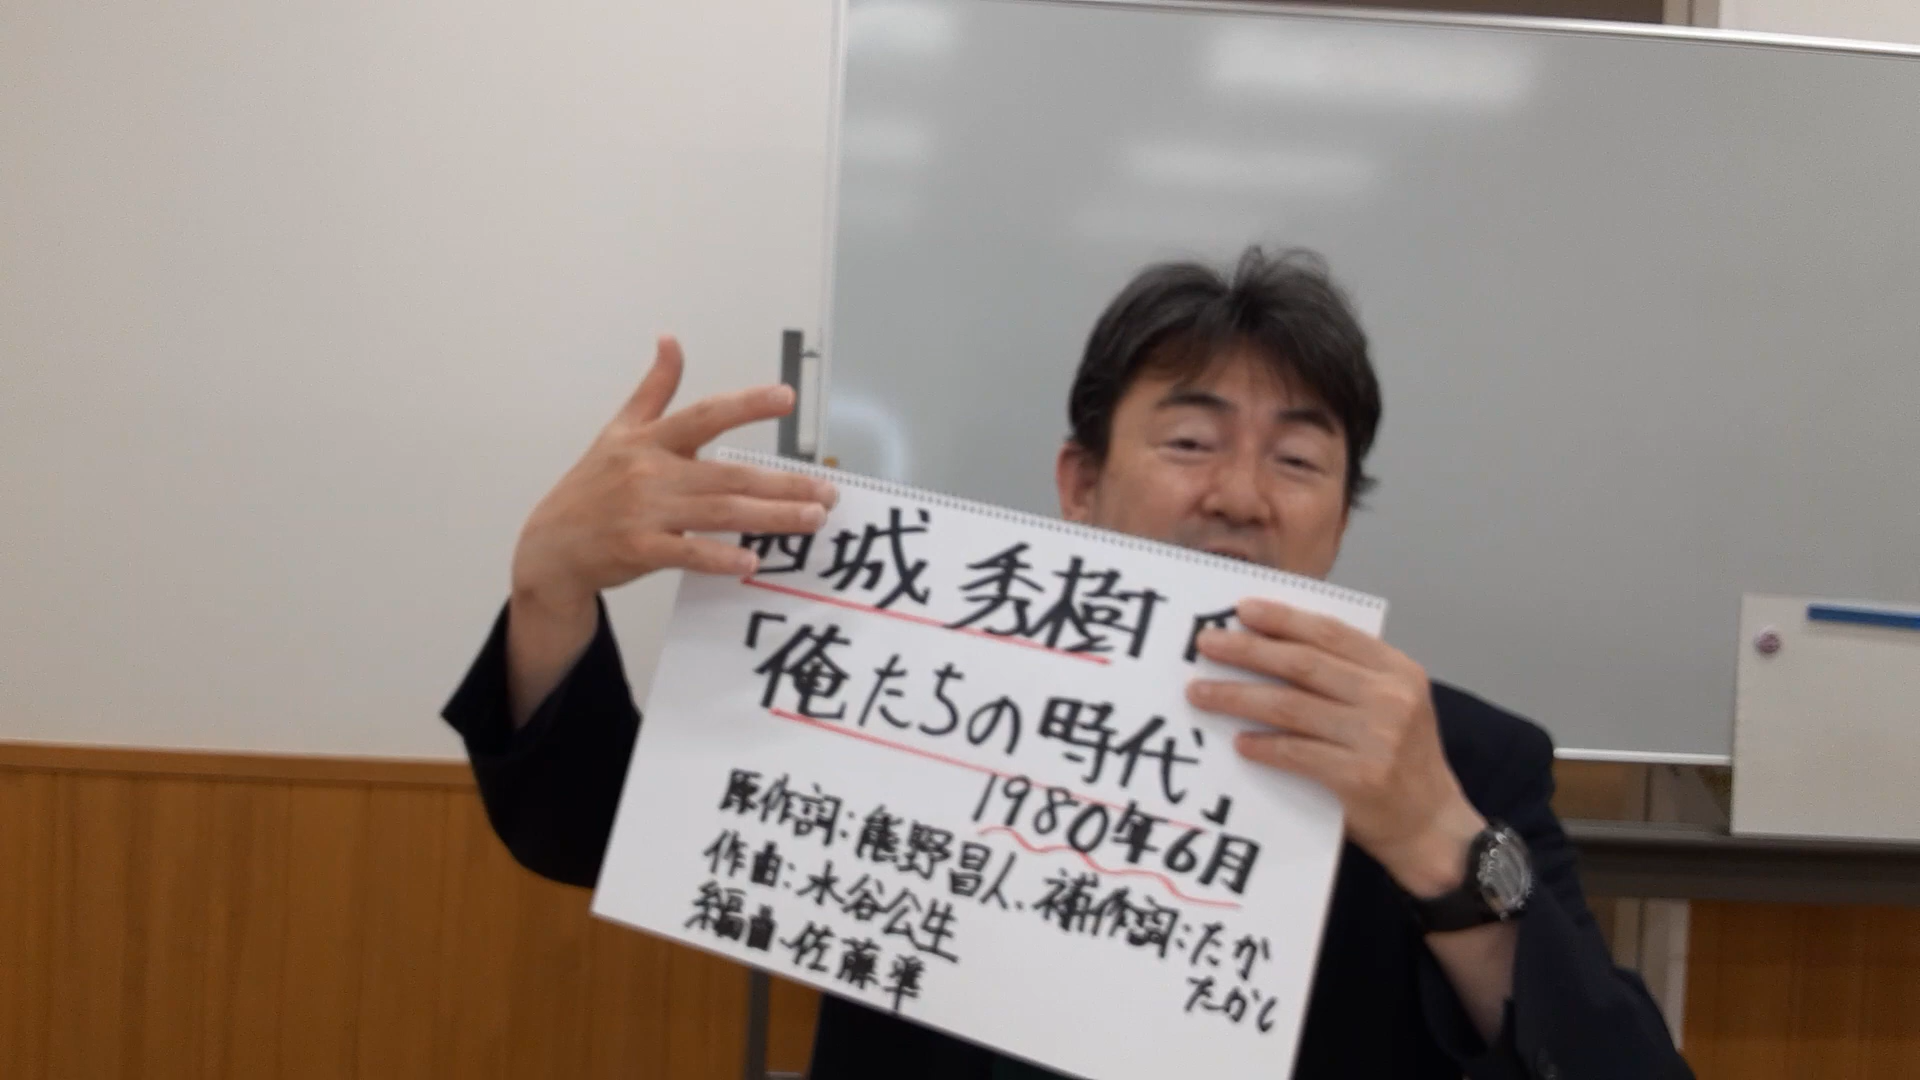 西城 秀樹
「俺たちの時代」
1980年6月
原作詞:熊野昌人.補作詞:たか
たかし
作曲:水谷公生
編曲.佐藤準